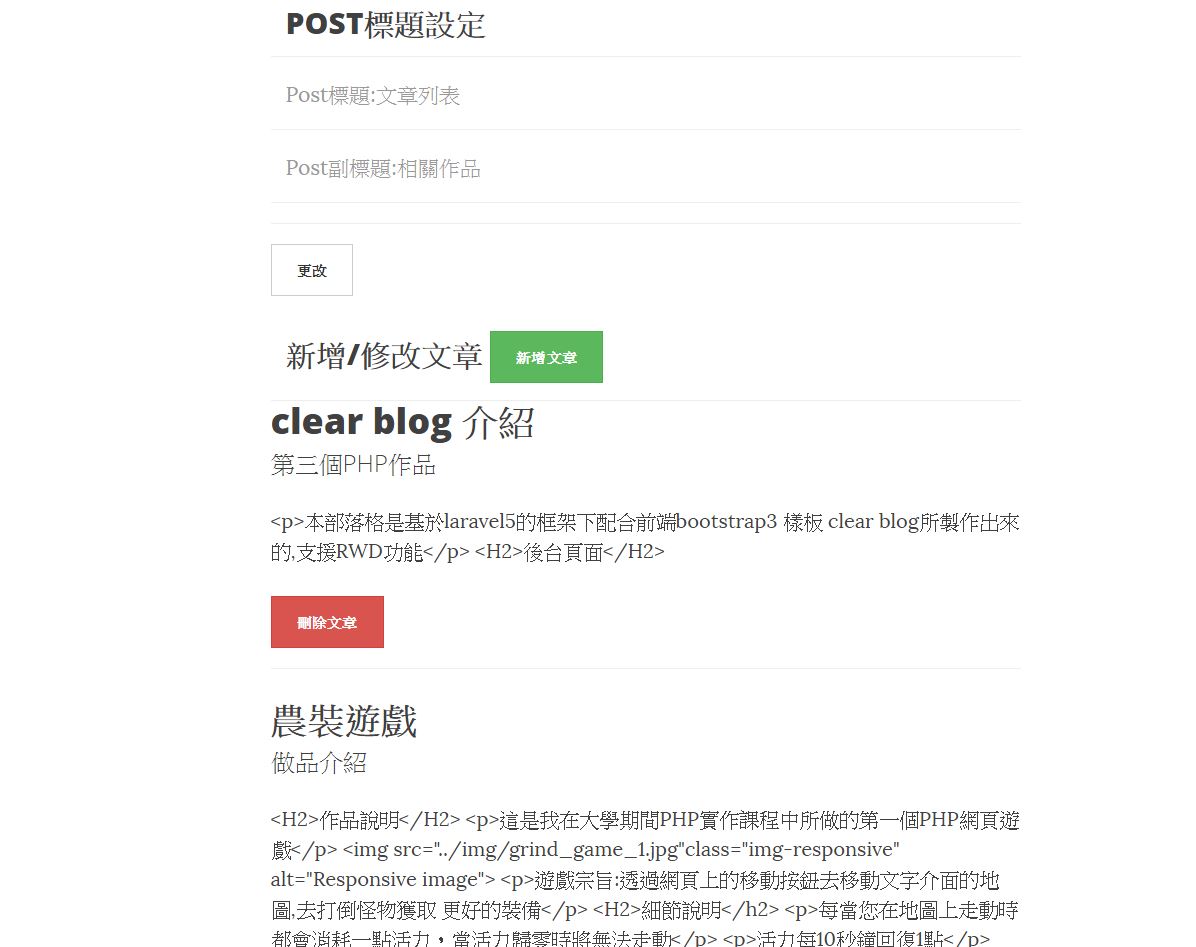 POST標題設定
Post標題:文章列表
Post副標題:相關作品
更改
新增/修改文章 新增文章
clear blog 介紹
第三個PHP作品
<p>本部落格是基於laravel5的框架下配合前端bootstrap3 樣板 clear blog所製作出來
的,支援RWD功能</p> <H2>後台頁面</H2>
刪除文章
農裝遊戲
做品介紹
<H2>作品說明</H2> <p>這是我在大學期間PHP實作課程中所做的第一個PHP網頁遊
戲</p> <img src="../img/grind_game_1.jpg"class="img-responsive"
alt="Responsive image"> <p>遊戲宗旨:透過網頁上的移動按鈕去移動文字介面的地
圖,去打倒怪物獲取 更好的裝備</p> <H2>細節說明</h2> <p>每當您在地圖上走動時
都會消耗一點活力，當活力歸零時將無法走動</p> <p>活力每10秒鐘回復1點</p>